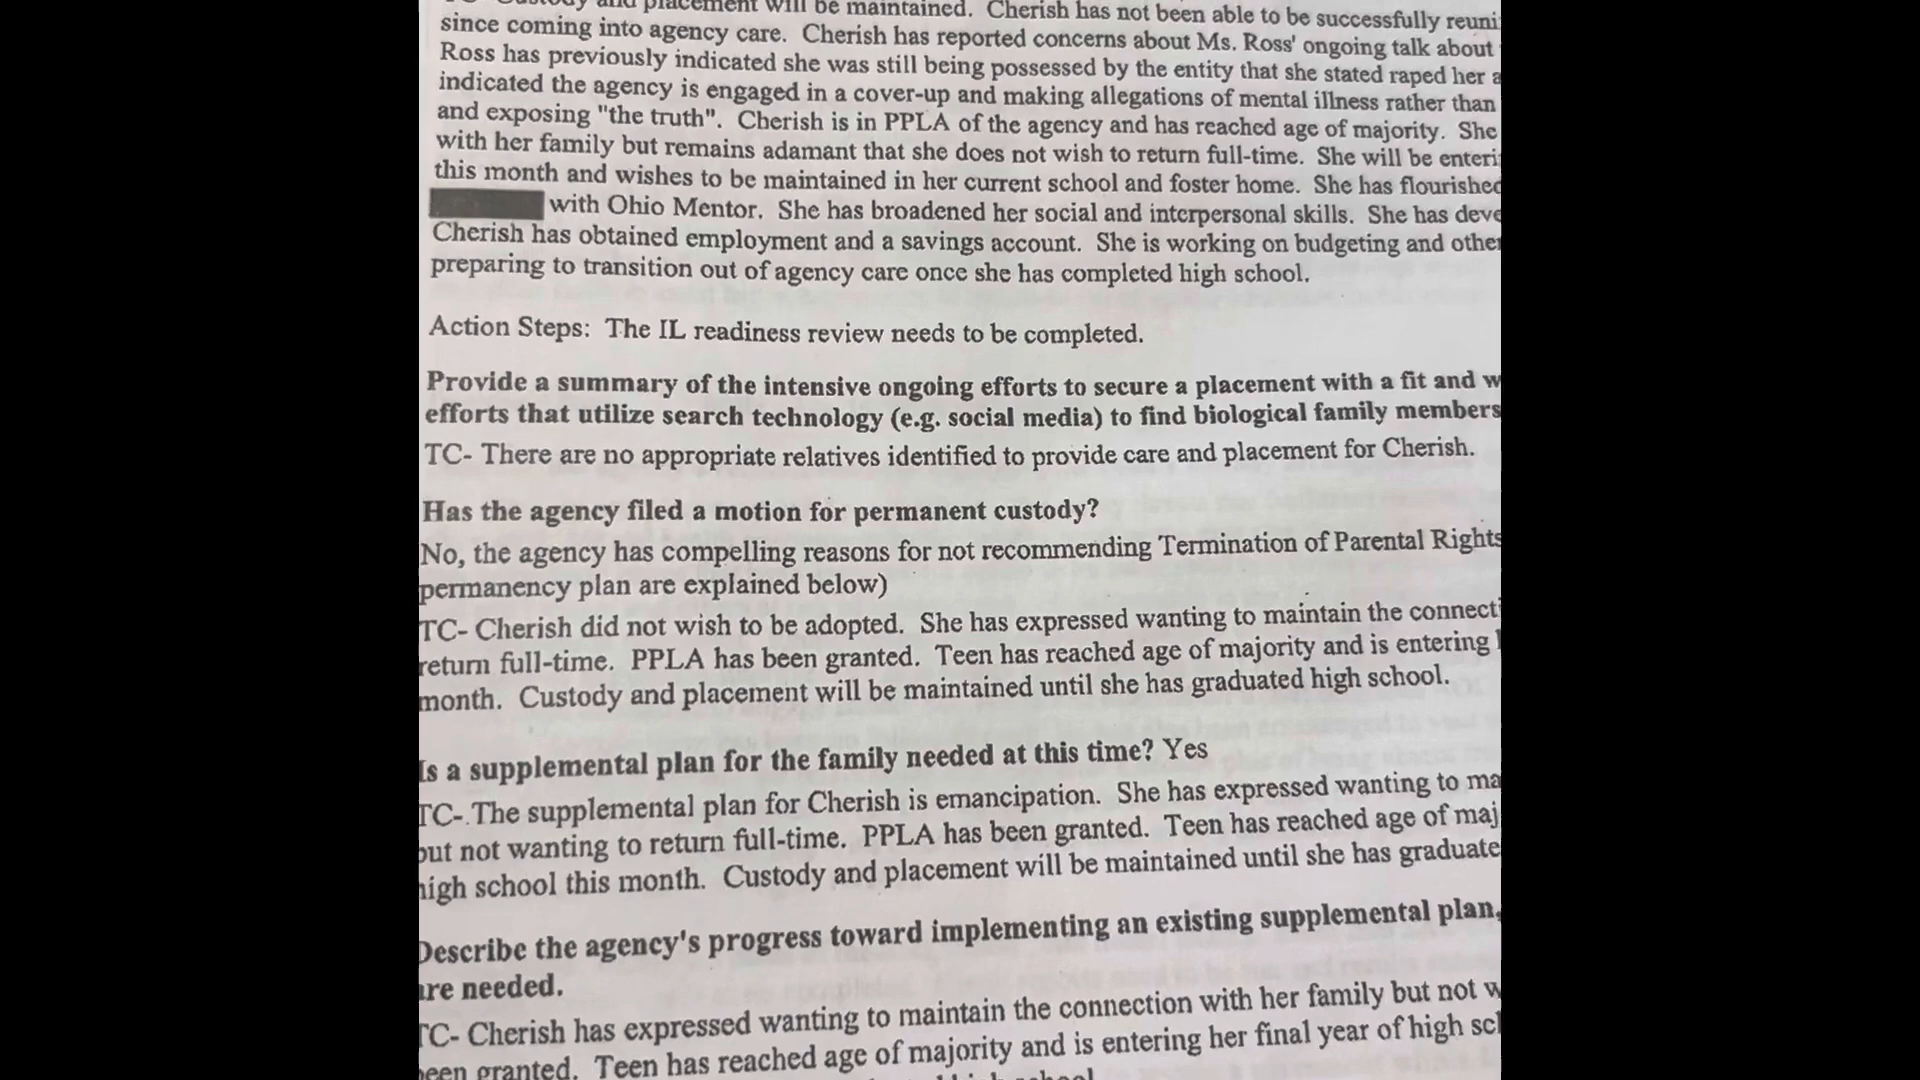 placement will be maintained. Cherish has not been able to be successfully
since coming into agency care. Cherish has reported concerns about Ms. Ross' ongoing talk about
Ross has previously indicated she was still being possessed by the entity that she stated raped her
indicated the agency is engaged in a cover-up and making allegations of mental illness rather than
and exposing "the truth". Cherish is in PPLA of the agency and has reached age of majority. She
with her family but remains adamant that she does not wish to return full-time. She will be
this month and wishes to be maintained in her current school and foster home. She has flourished
with Ohio Mentor. She has broadened her social and interpersonal skills. She has
Cherish has obtained employment and a savings account. She is working on budgeting and other
preparing to transition out of agency care once she has completed high school.
Action Steps: The IL readiness review needs to be completed.
Provide a summary of the intensive ongoing efforts to secure a placement with a fit and
efforts that utilize search technology (e.g. social media) to find biological family members
TC- There are no appropriate relatives identified to provide care and placement for Cherish.
Has the agency filed a motion for permanent custody?
No, the agency has compelling reasons for not recommending Termination of Parental Rights
permanency plan are explained below)
TC- Cherish did not wish to be adopted. She has expressed wanting to maintain the
return full-time. PPLA has been granted. Teen has reached age of majority and is entering
month. Custody and placement will be maintained until she has graduated high school.
Is a supplemental plan for the family needed at this time? Yes
TC- The supplemental plan for Cherish is emancipation. She has expressed wanting to
but not wanting to return full-time. PPLA has been granted. Teen has reached age of
high school this month. Custody and placement will be maintained until she has
Describe the agency's progress toward implementing an existing supplemental plan,
are needed.
TC- Cherish has expressed wanting to maintain the connection with her family but not
been granted. Teen has reached age of majority and is entering her final year of high